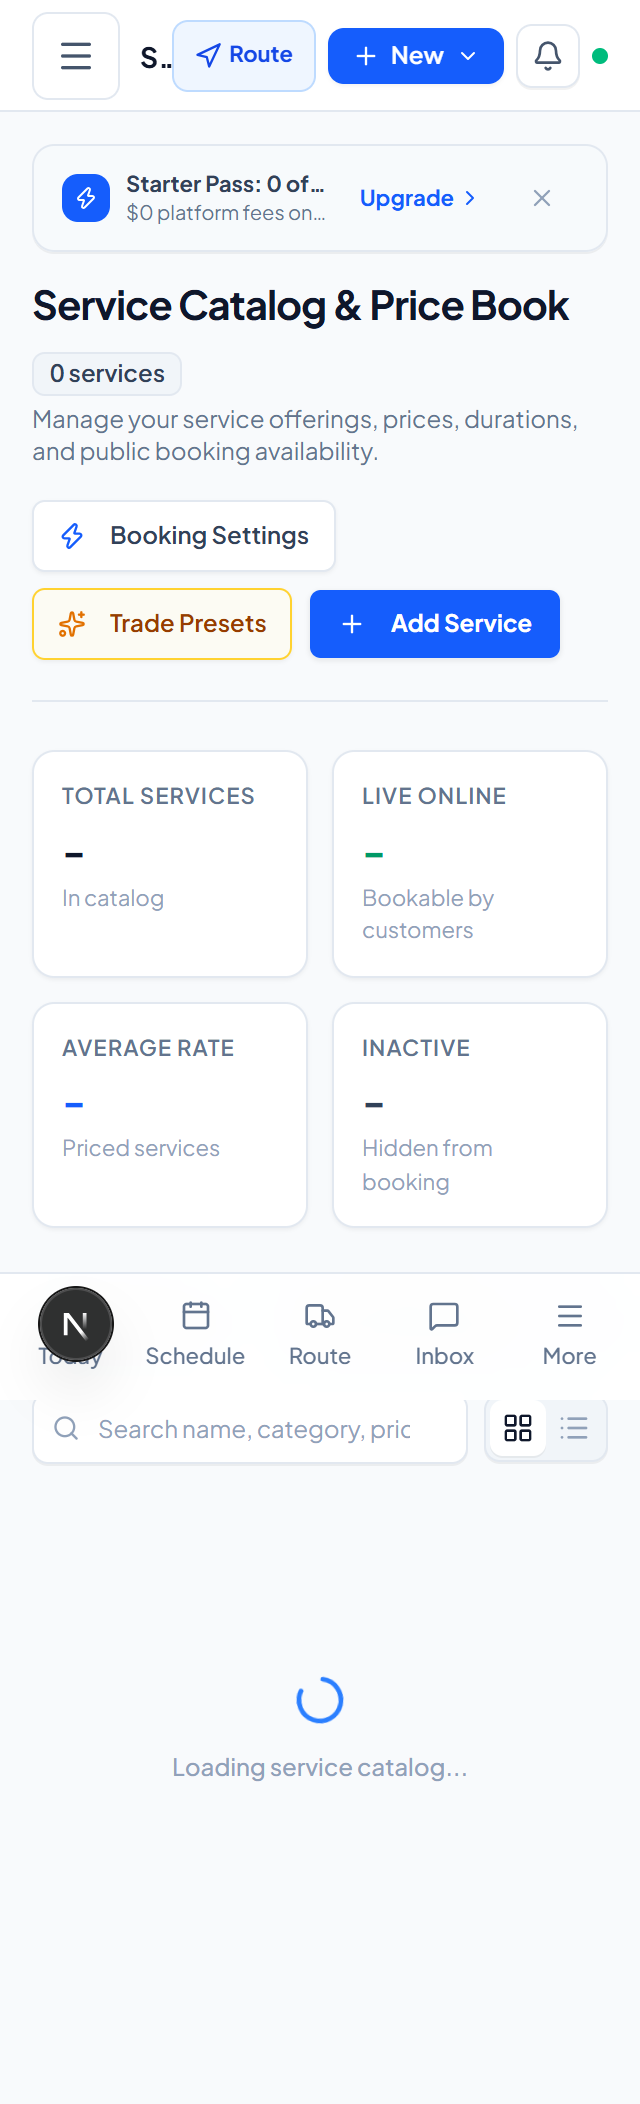 S...
Route
New
Starter Pass: 0 of...
$0 platform fees on...
Upgrade
Service Catalog & Price Book
0 services
Manage your service offerings, prices, durations,
and public booking availability.
Booking Settings
Trade Presets
Add Service
TOTAL SERVICES
LIVE ONLINE
–
–
In catalog
Bookable by
customers
AVERAGE RATE
INACTIVE
–
–
Priced services
Hidden from
booking
N
Today
Schedule
Route
Inbox
More
Search name, category, pric
Loading service catalog...